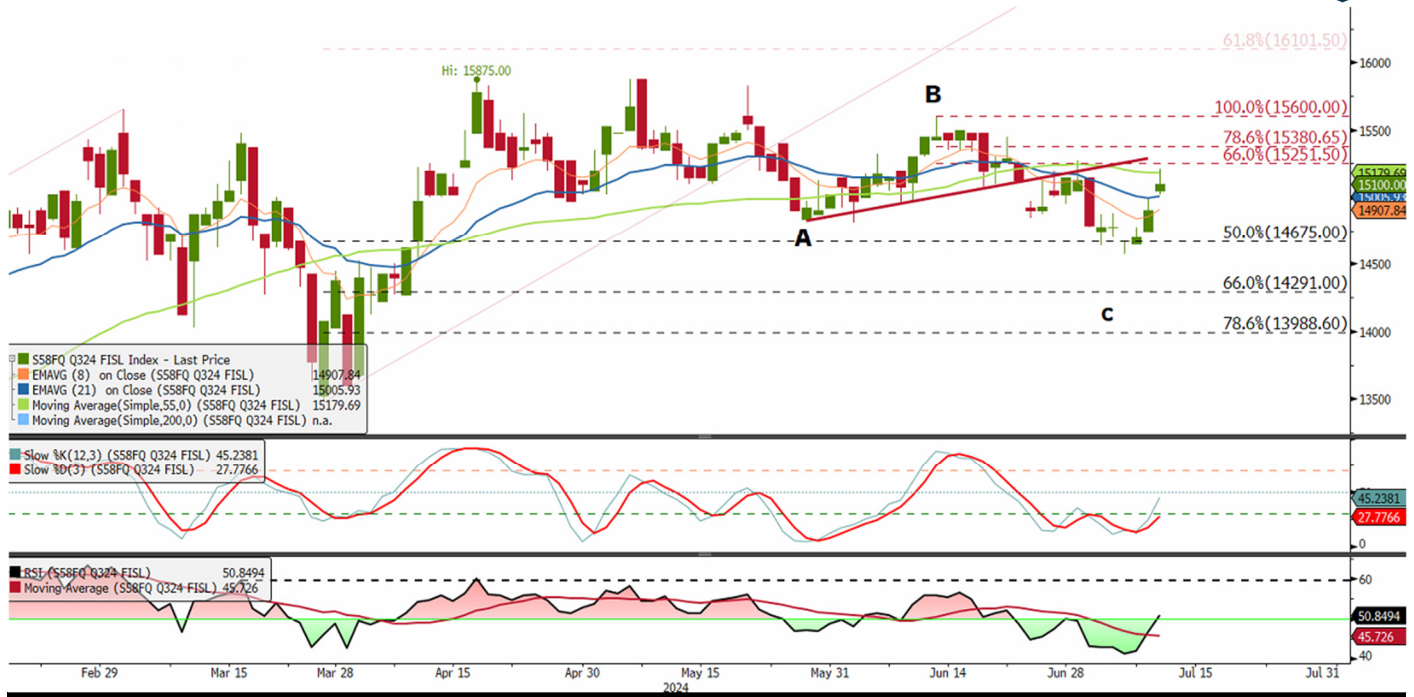 61.8%(16101.50)
16000
Hi: 15875.00
B
100.0%(15600.00)
15500
78.6%(15380.65)
66.0%(15251.50)
15179.69
15100.00
15005.93
14907.84
A
50.0%(14675.00)
14500
66.0%(14291.00)
C
78.6%(13988.60)
14000
S58FQ Q324 FISL Index - Last Price
EMAVG (8) on Close (S58FQ Q324 FISL) 14907.84
EMAVG (21) on Close (S58FQ Q324 FISL) 15005.93
Moving Average(Simple,55,0) (S58FQ Q324 FISL) 15179.69
Moving Average(Simple,200,0) (S58FQ Q324 FISL) n.a.
13500
Slow %K(12,3) (S58FQ Q324 FISL) 45.2381
Slow %D(3) (S58FQ Q324 FISL) 27.7766
45.2381
27.7766
0
RSI (S58FQ Q324 FISL) 50.8494
Moving Average (S58FQ Q324 FISL) 45.726
60
50.8494
45.726
40
Feb 29 Mar 15 Mar 28 Apr 15 Apr 30 May 15 May 31 Jun 14 Jun 28 Jul 15 Jul 31
2024